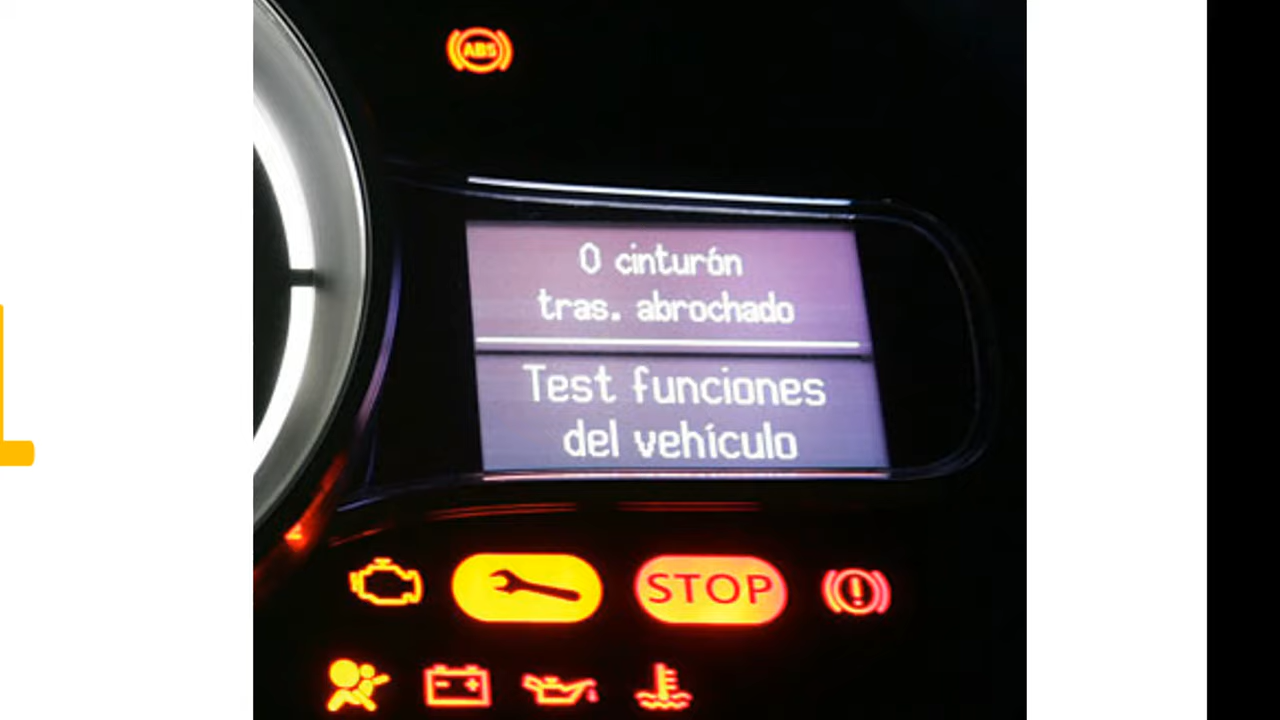 ABS
0 cinturón
tras. abrochado
Test funciones
del vehículo
STOP